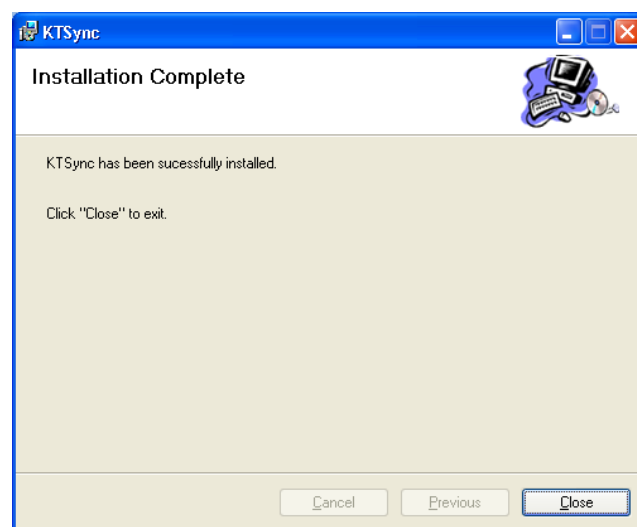 KTSync
Installation Complete
KTSync has been sucessfully installed.
Click "Close" to exit.
Cancel Previous Close